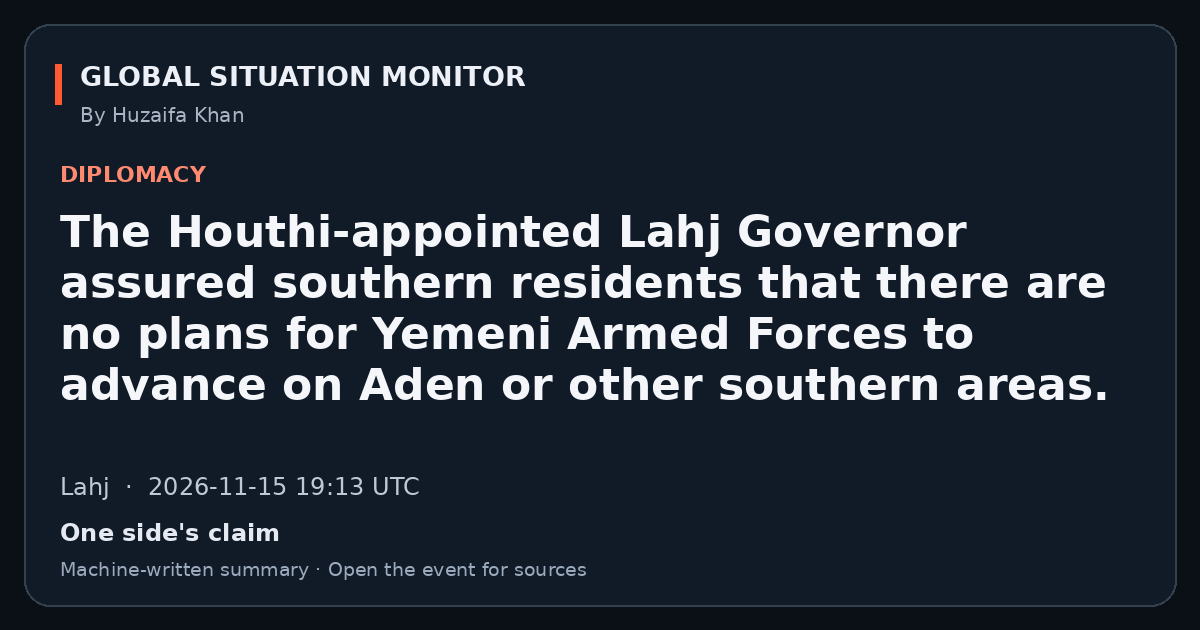 GLOBAL SITUATION MONITOR
By Huzaifa Khan
DIPLOMACY
The Houthi-appointed Lahj Governor
assured southern residents that there are
no plans for Yemeni Armed Forces to
advance on Aden or other southern areas.
Lahj · 2026-11-15 19:13 UTC
One side's claim
Machine-written summary · Open the event for sources